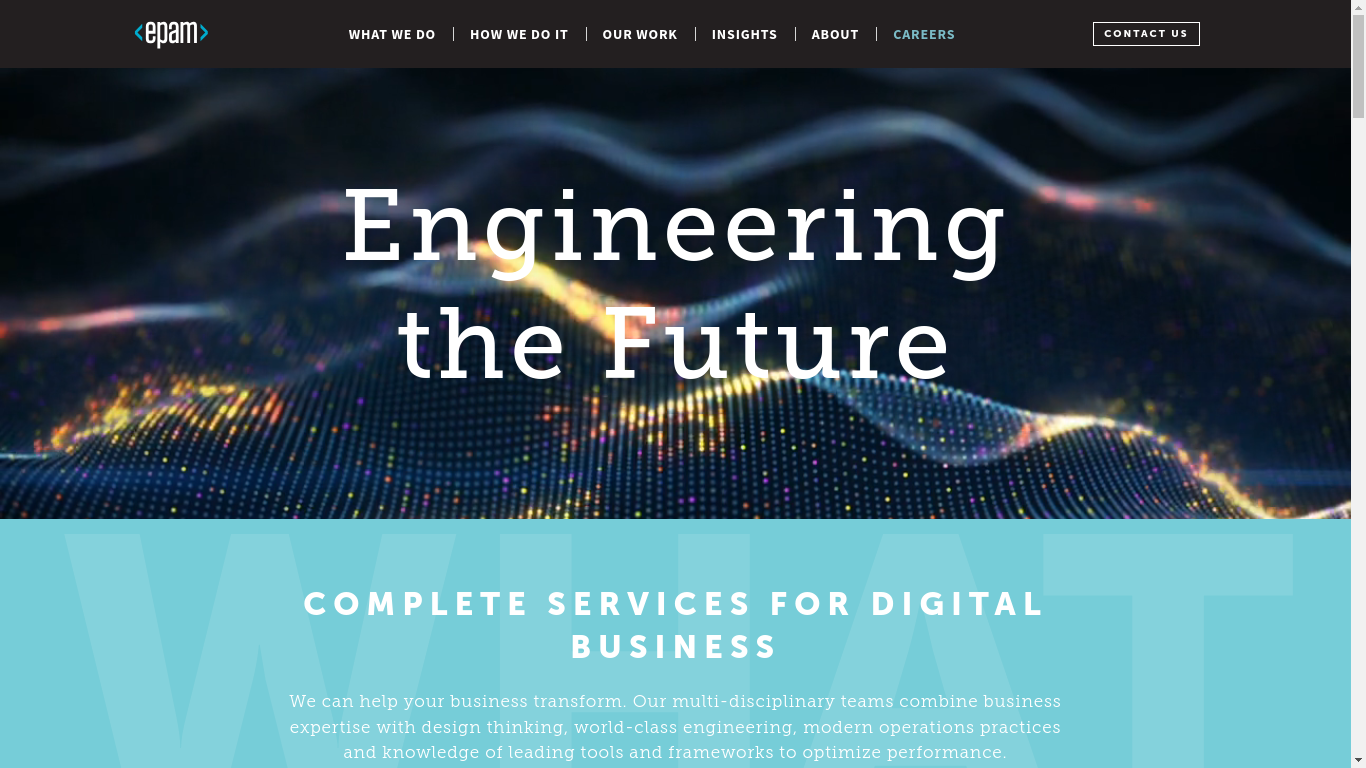 <epam>
WHAT WE DO HOW WE DO IT OUR WORK INSIGHTS ABOUT CAREERS
CONTACT US
Engineering
the Future
WHAT
COMPLETE SERVICES FOR DIGITAL
BUSINESS
We can help your business transform. Our multi-disciplinary teams combine business
expertise with design thinking, world-class engineering, modern operations practices
and knowledge of leading tools and frameworks to optimize performance.